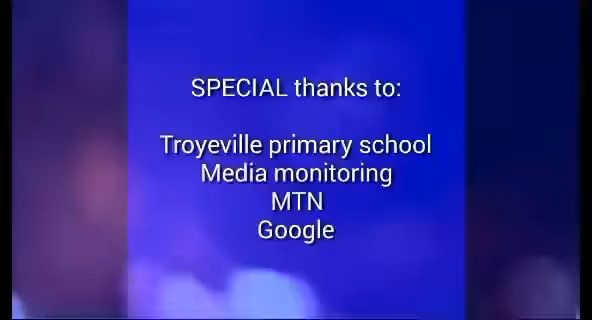 SPECIAL thanks to:
Troyeville primary school
Media monitoring
MTN
Google